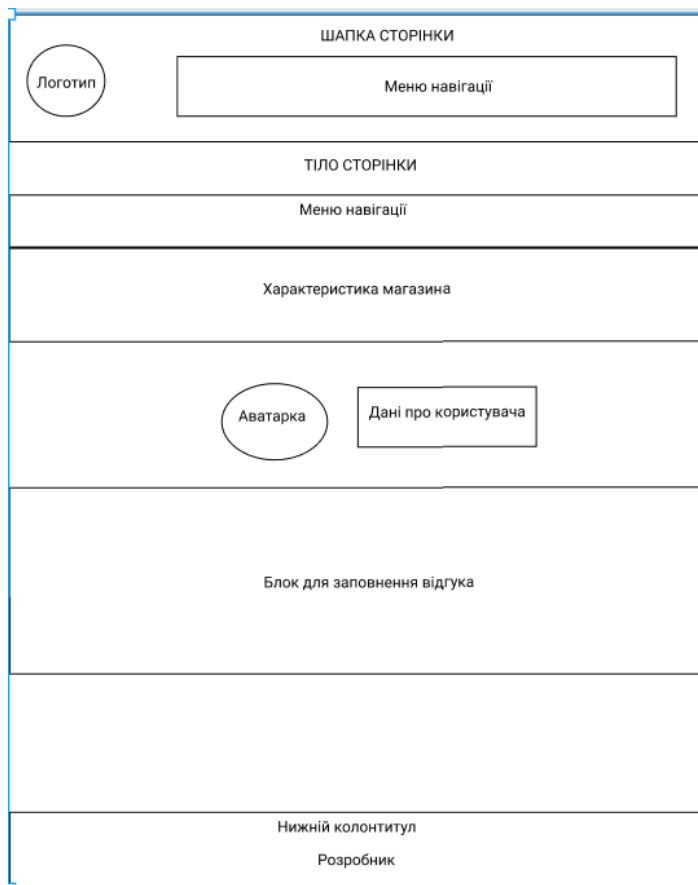 ШАПКА СТОРІНКИ
Логотип
Меню навігації
ТІЛО СТОРІНКИ
Меню навігації
Характеристика магазина
Аватарка
Дані про користувача
Блок для заповнення відгука
Нижній колонтитул
Розробник